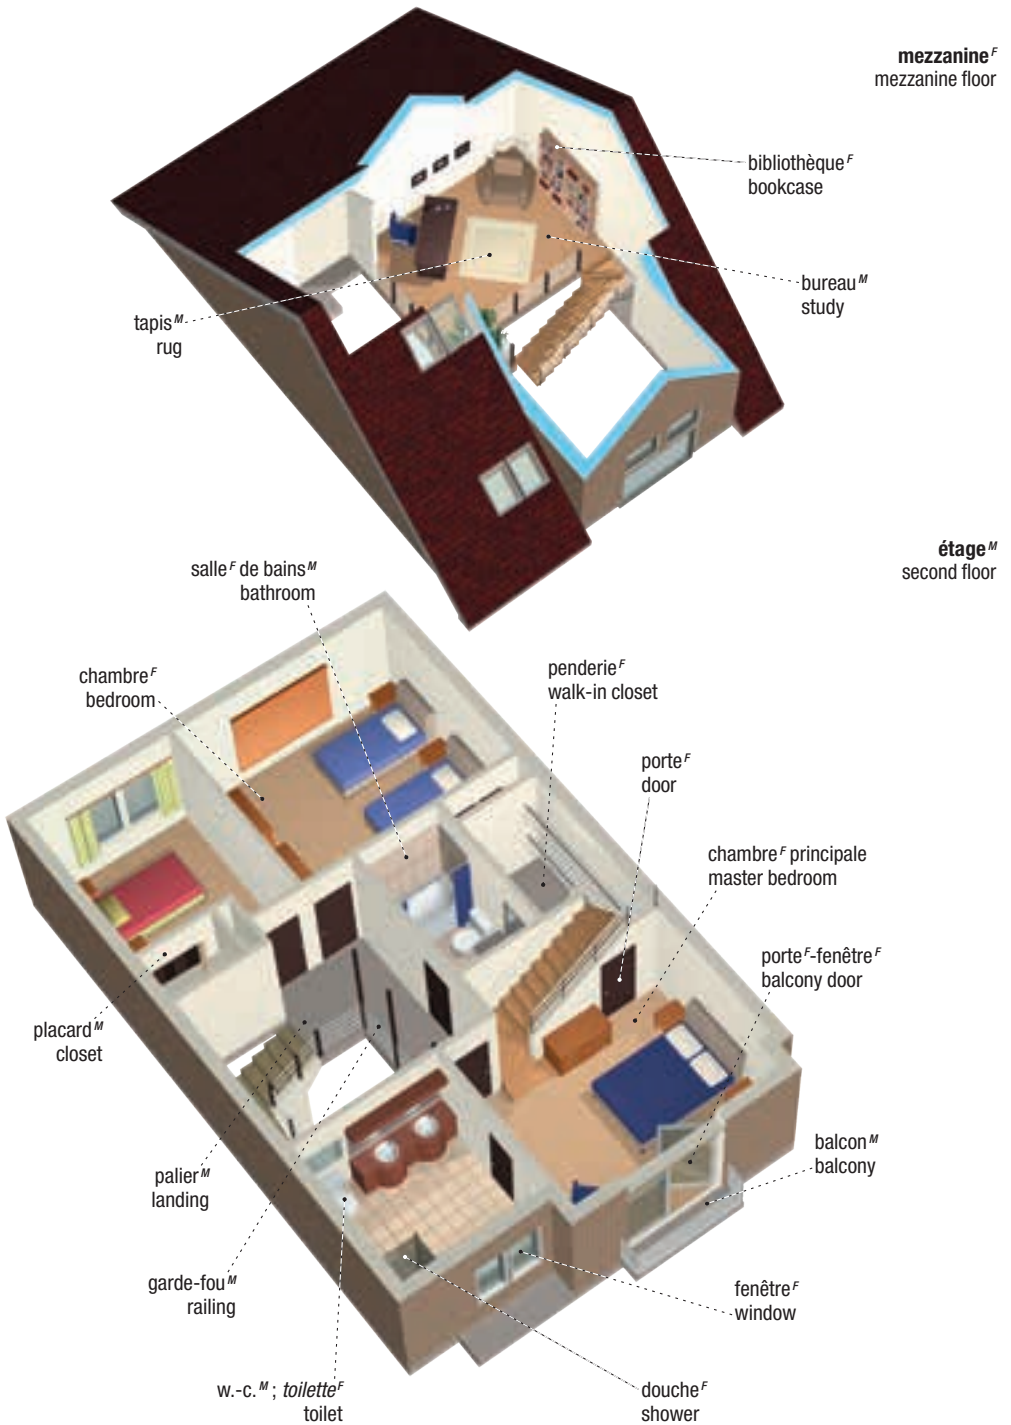 mezzanine F
mezzanine floor
bibliothèque F
bookcase
bureau M
study
tapis M
rug
étage M
second floor
salle F de bains M
bathroom
chambre F
bedroom
penderie F
walk-in closet
porte F
door
chambre F principale
master bedroom
porte F-fenêtre F
balcony door
placard M
closet
balcon M
balcony
palier M
landing
garde-fou M
railing
fenêtre F
window
w.-c. M ; toilette F
toilet
douche F
shower